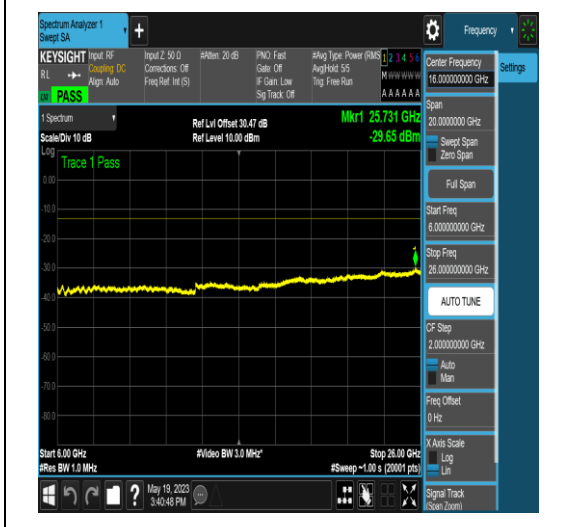 Spectrum Analyzer 1
Swept SA
+
Frequency
KEYSIGHT
RL
PASS
Input: RF
Coupling: DC
Align: Auto
Input Z: 50 Ω
Corrections: Off
Freq Ref: Int (S)
#Atten: 20 dB
PNO: Fast
Gate: Off
IF Gain: Low
Sig Track: Off
#Avg Type: Power (RMS
Avg|Hold: 5/5
Trig: Free Run
1 2 3 4 5 6
M W W W W W
A A A A A A
Settings
1 Spectrum
Scale/Div 10 dB
Ref Lvl Offset 30.47 dB
Ref Level 10.00 dBm
Mkr1 25.731 GHz
-29.65 dBm
Log
Trace 1 Pass
0.00
-10.0
-20.0
-30.0
-40.0
-50.0
-60.0
-70.0
-80.0
1
Start 6.00 GHz
#Res BW 1.0 MHz
#Video BW 3.0 MHz*
Stop 26.00 GHz
#Sweep ~1.00 s (20001 pts)
Center Frequency
16.000000000 GHz
Span
20.0000000 GHz
Swept Span
Zero Span
Full Span
Start Freq
6.000000000 GHz
Stop Freq
26.000000000 GHz
AUTO TUNE
CF Step
2.000000000 GHz
Auto
Man
Freq Offset
0 Hz
X Axis Scale
Log
Lin
Signal Track
(Span Zoom)
?
May 19, 2023
3:40:48 PM